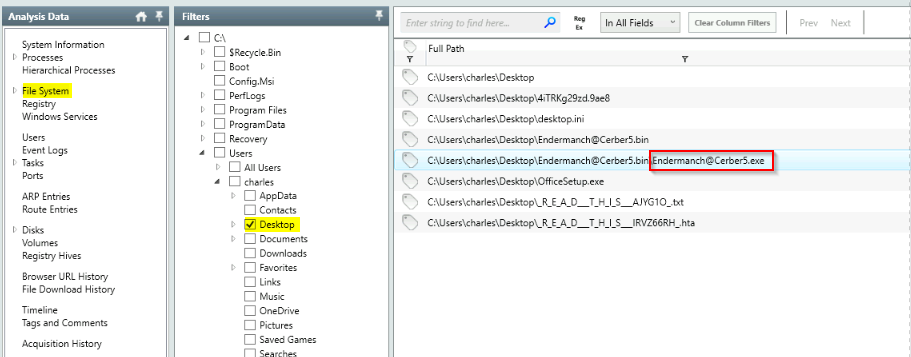 Analysis Data
System Information
Processes
Hierarchical Processes
File System
Registry
Windows Services
Users
Event Logs
Tasks
Ports
ARP Entries
Route Entries
Disks
Volumes
Registry Hives
Browser URL History
File Download History
Timeline
Tags and Comments
Acquisition History
Filters
C:\
$Recycle.Bin
Boot
Config.Msi
PerfLogs
Program Files
ProgramData
Recovery
Users
All Users
charles
AppData
Contacts
Desktop
Documents
Downloads
Favorites
Links
Music
OneDrive
Pictures
Saved Games
Searches
Enter string to find here...
Reg
Ex
In All Fields
Clear Column Filters
Prev
Next
Full Path
C:\Users\charles\Desktop
C:\Users\charles\Desktop\4iTRKg29zd.9ae8
C:\Users\charles\Desktop\desktop.ini
C:\Users\charles\Desktop\Endermanch@Cerber5.bin
C:\Users\charles\Desktop\Endermanch@Cerber5.bin\Endermanch@Cerber5.exe
C:\Users\charles\Desktop\OfficeSetup.exe
C:\Users\charles\Desktop\_R_E_A_D___T_H_I_S___AJYG1O_.txt
C:\Users\charles\Desktop\_R_E_A_D___T_H_I_S___IRVZ66RH_.hta